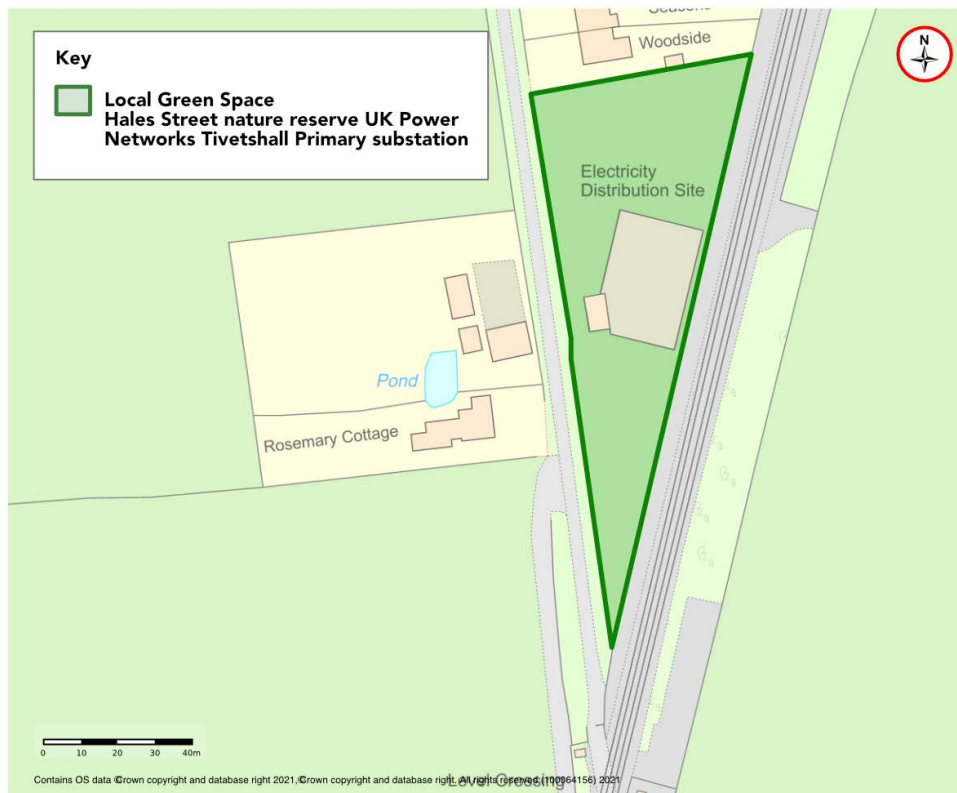 Seasons
Woodside
Key
N
Local Green Space
Hales Street nature reserve UK Power
Networks Tivetshall Primary substation
Electricity
Distribution Site
Pond
Rosemary Cottage
0 10 20 30 40m
Level Crossing
Contains OS data ©Crown copyright and database right 2021, ©Crown copyright and database right. All rights reserved (100064156) 2021